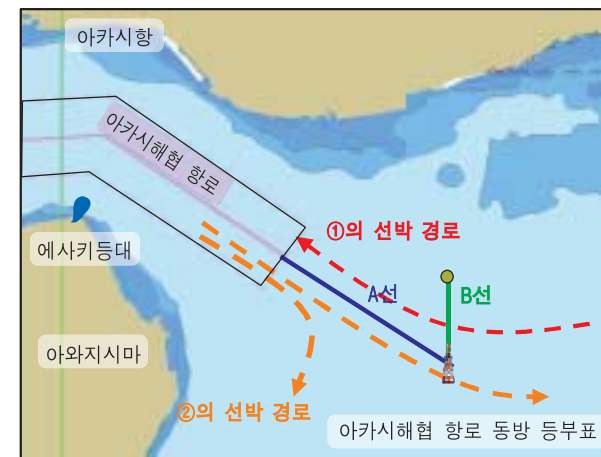 아카시항
아카시해협 항로
에사키등대
①의 선박 경로
A선
B선
아와지시마
②의 선박 경로
아카시해협 항로 동방 등부표